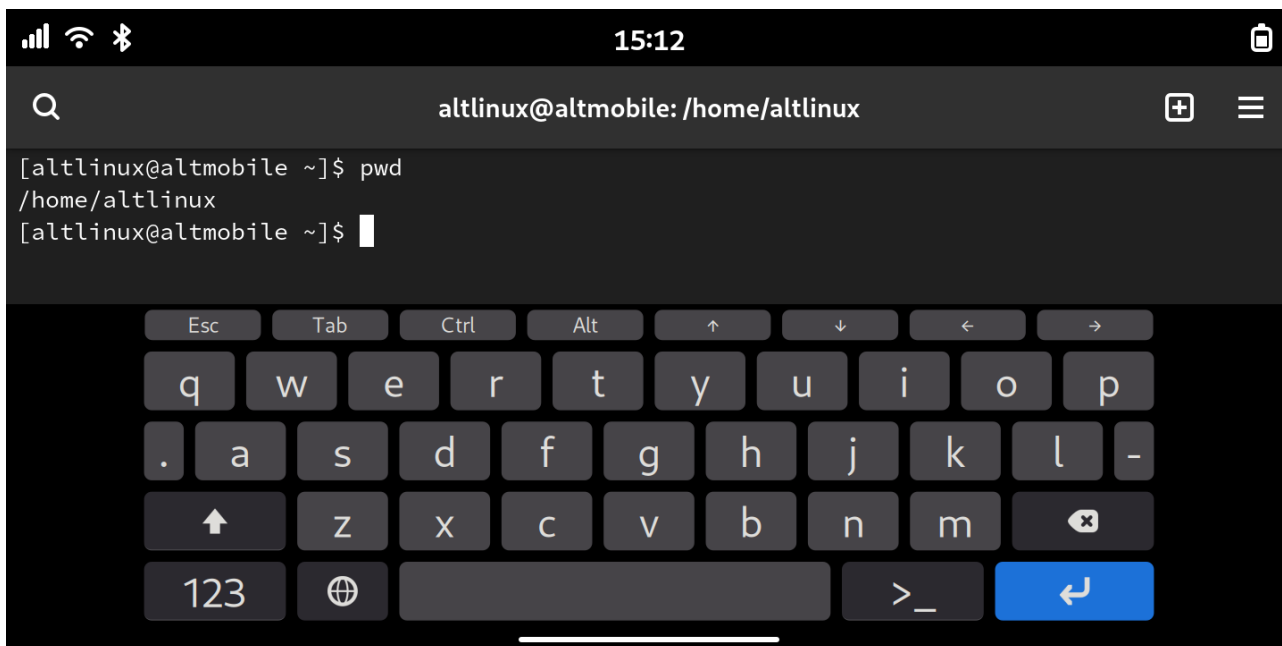 15:12
altlinux@altmobile: /home/altlinux
[altlinux@altmobile ~]$ pwd
/home/altlinux
[altlinux@altmobile ~]$
Esc Tab Ctrl Alt ↑ ↓ ← →
q w e r t y u i o p
. a s d f g h j k l -
z x c v b n m
123 >_